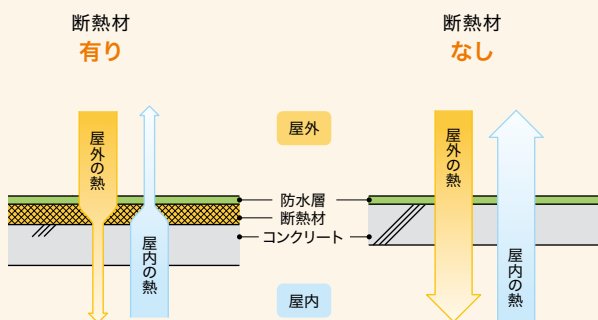 断熱材
有り
断熱材
なし
屋外の熱
屋外
屋外の熱
防水層
断熱材
コンクリート
屋内の熱
屋内
屋内の熱